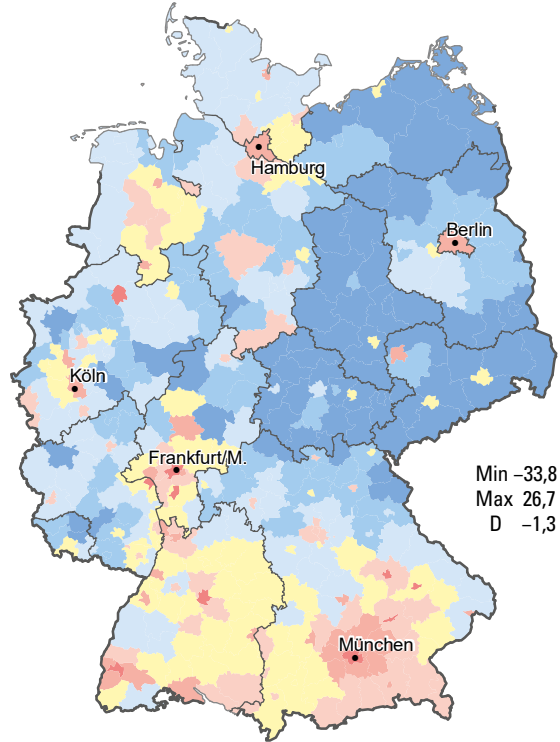 Hamburg
Berlin
Köln
Frankfurt/M.
Min –33,8
Max 26,7
D –1,3
München